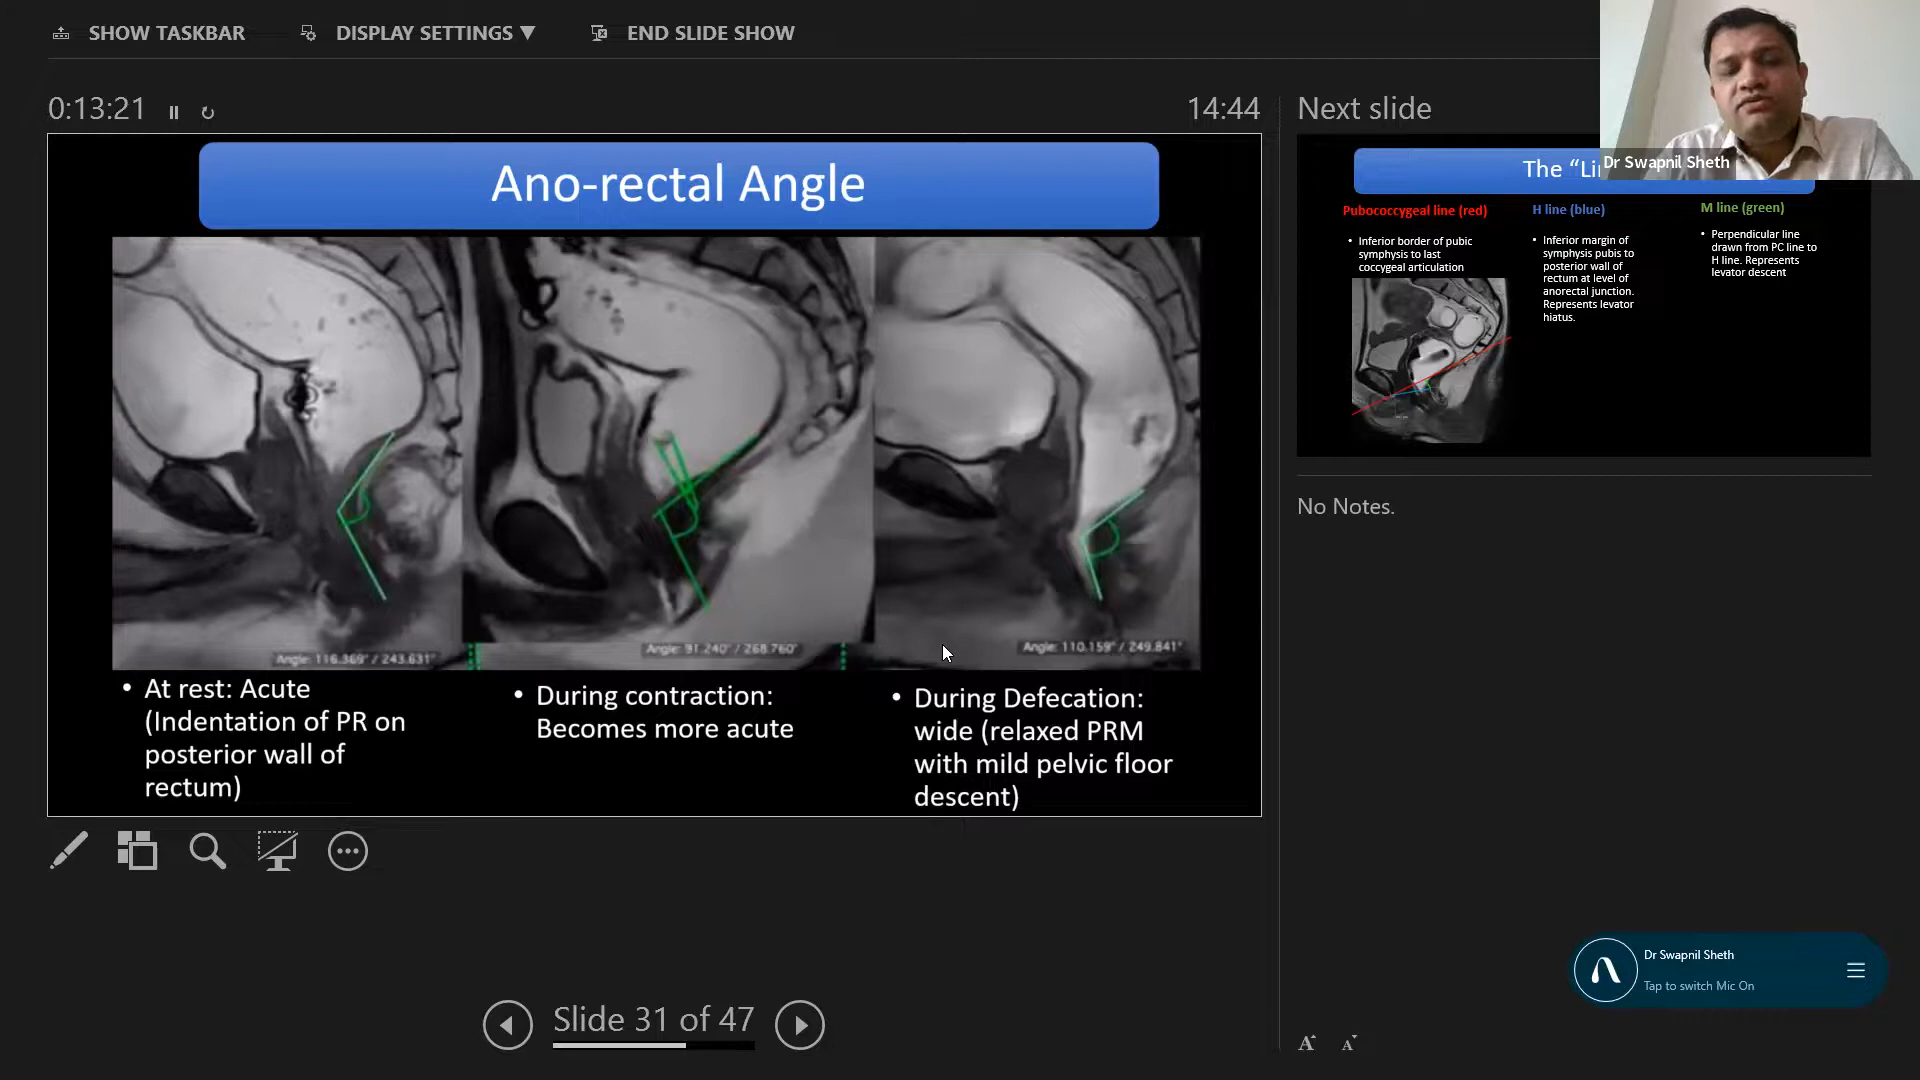 SHOW TASKBAR
DISPLAY SETTINGS ▼
END SLIDE SHOW
0:13:21
14:44
Ano-rectal Angle
Angle: 116.369° / 243.631°
Angle: 91.240° / 268.760°
Angle: 110.159° / 249.841°
• At rest: Acute
(Indentation of PR on
posterior wall of
rectum)
• During contraction:
Becomes more acute
• During Defecation:
wide (relaxed PRM
with mild pelvic floor
descent)
Slide 31 of 47
Next slide
Dr Swapnil Sheth
The “Li
Pubococcygeal line (red)
• Inferior border of pubic
symphysis to last
coccygeal articulation
H line (blue)
• Inferior margin of
symphysis pubis to
posterior wall of
rectum at level of
anorectal junction.
Represents levator
hiatus.
M line (green)
• Perpendicular line
drawn from PC line to
H line. Represents
levator descent
No Notes.
Dr Swapnil Sheth
Tap to switch Mic On
A A